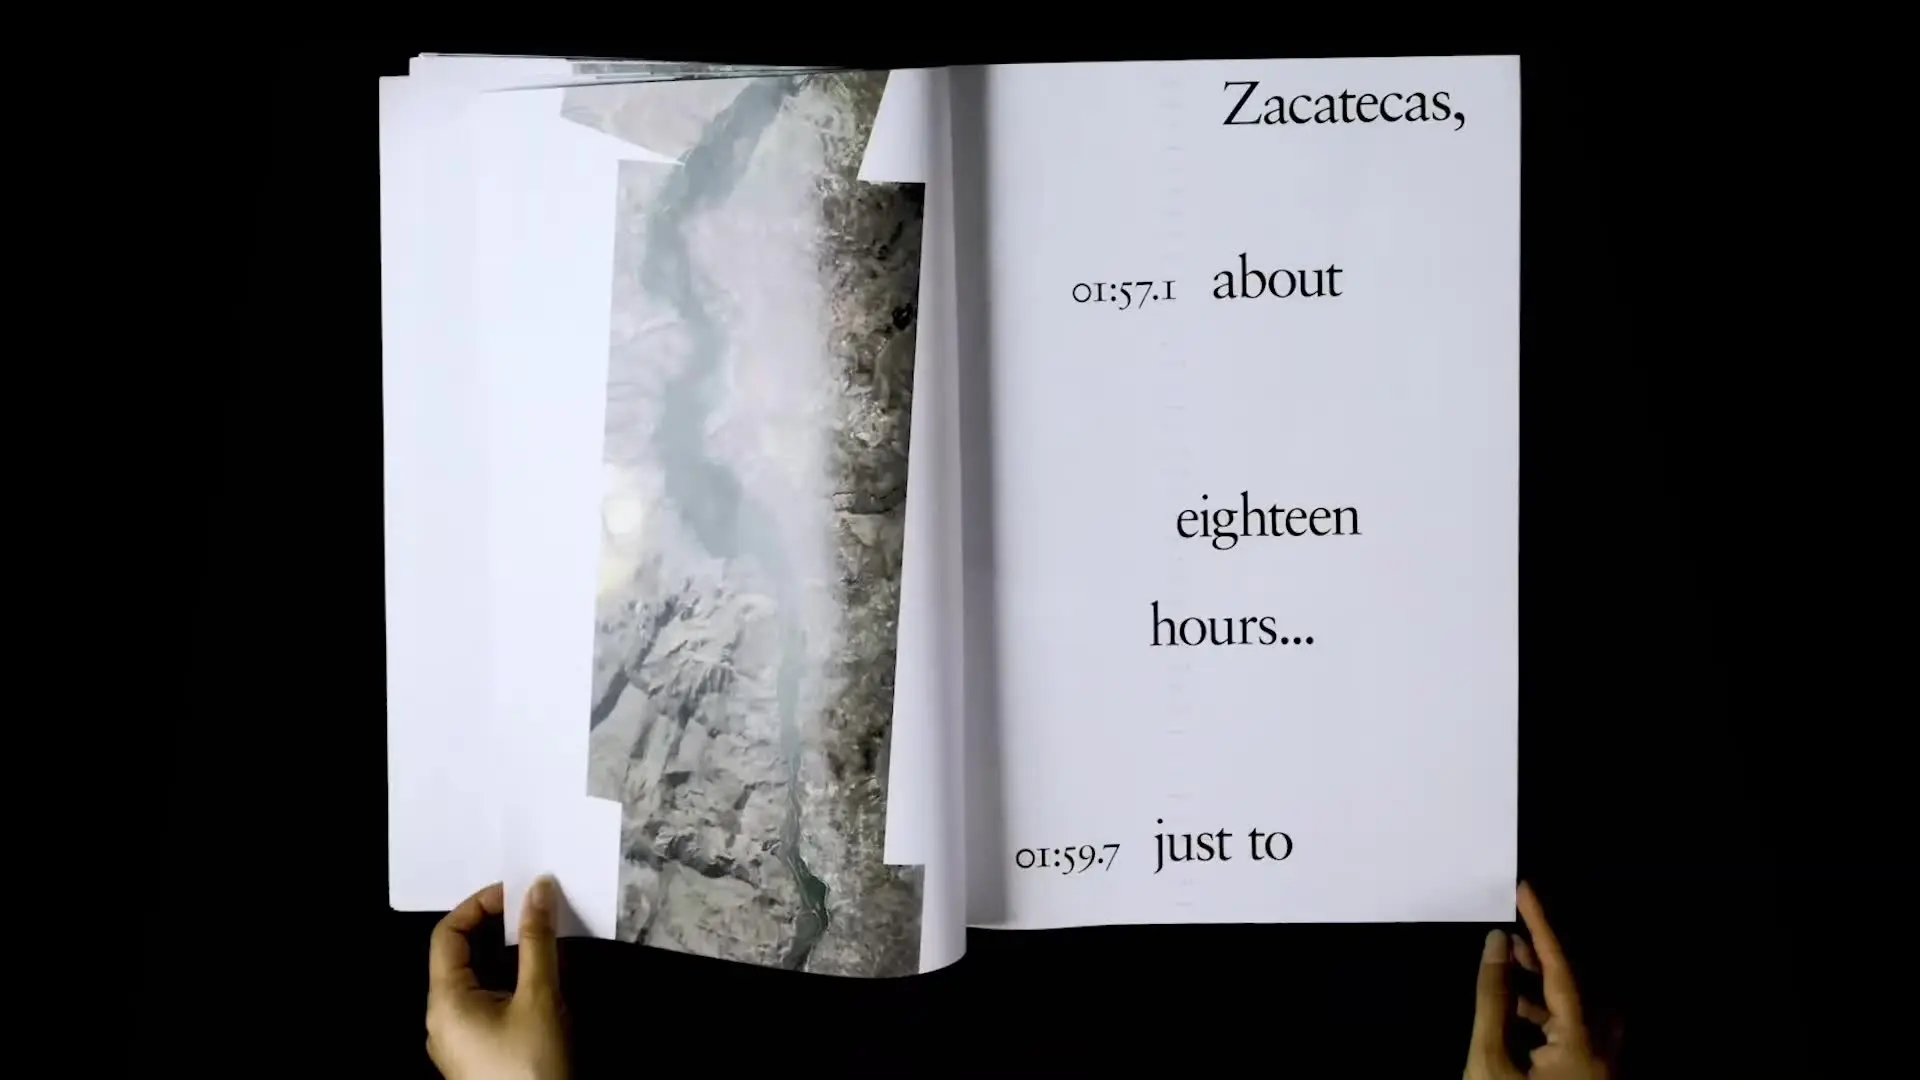 Zacatecas,
01:57.1 about
eighteen
hours...
01:59.7 just to